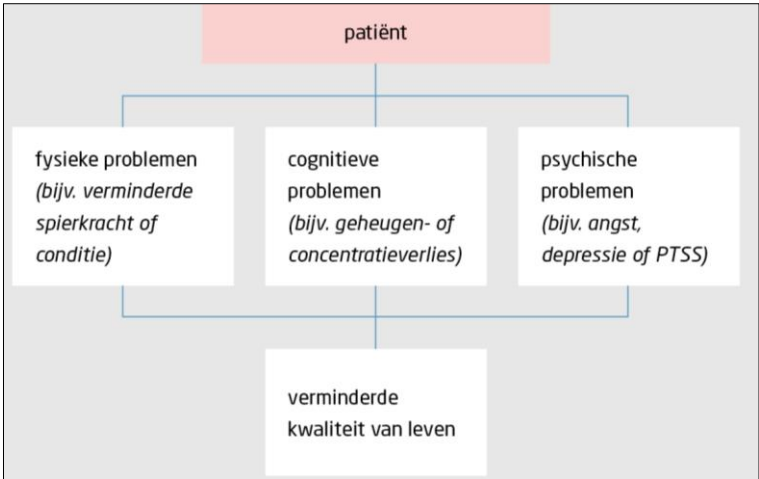 patiënt
fysieke problemen
(bijv. verminderde
spierkracht of
conditie)
cognitieve
problemen
(bijv. geheugen- of
concentratieverlies)
psychische
problemen
(bijv. angst,
depressie of PTSS)
verminderde
kwaliteit van leven